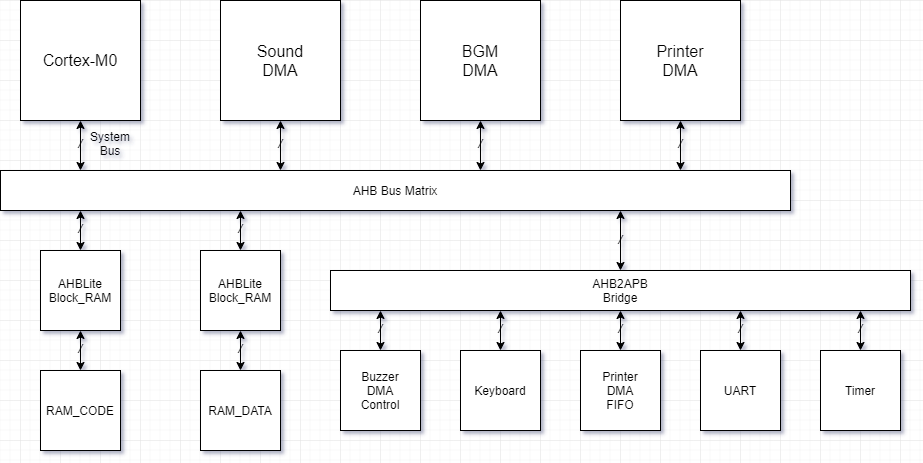 Cortex-M0
Sound
DMA
BGM
DMA
Printer
DMA
System
Bus
AHB Bus Matrix
AHBLite
Block_RAM
AHBLite
Block_RAM
AHB2APB
Bridge
RAM_CODE
RAM_DATA
Buzzer
DMA
Control
Keyboard
Printer
DMA
FIFO
UART
Timer